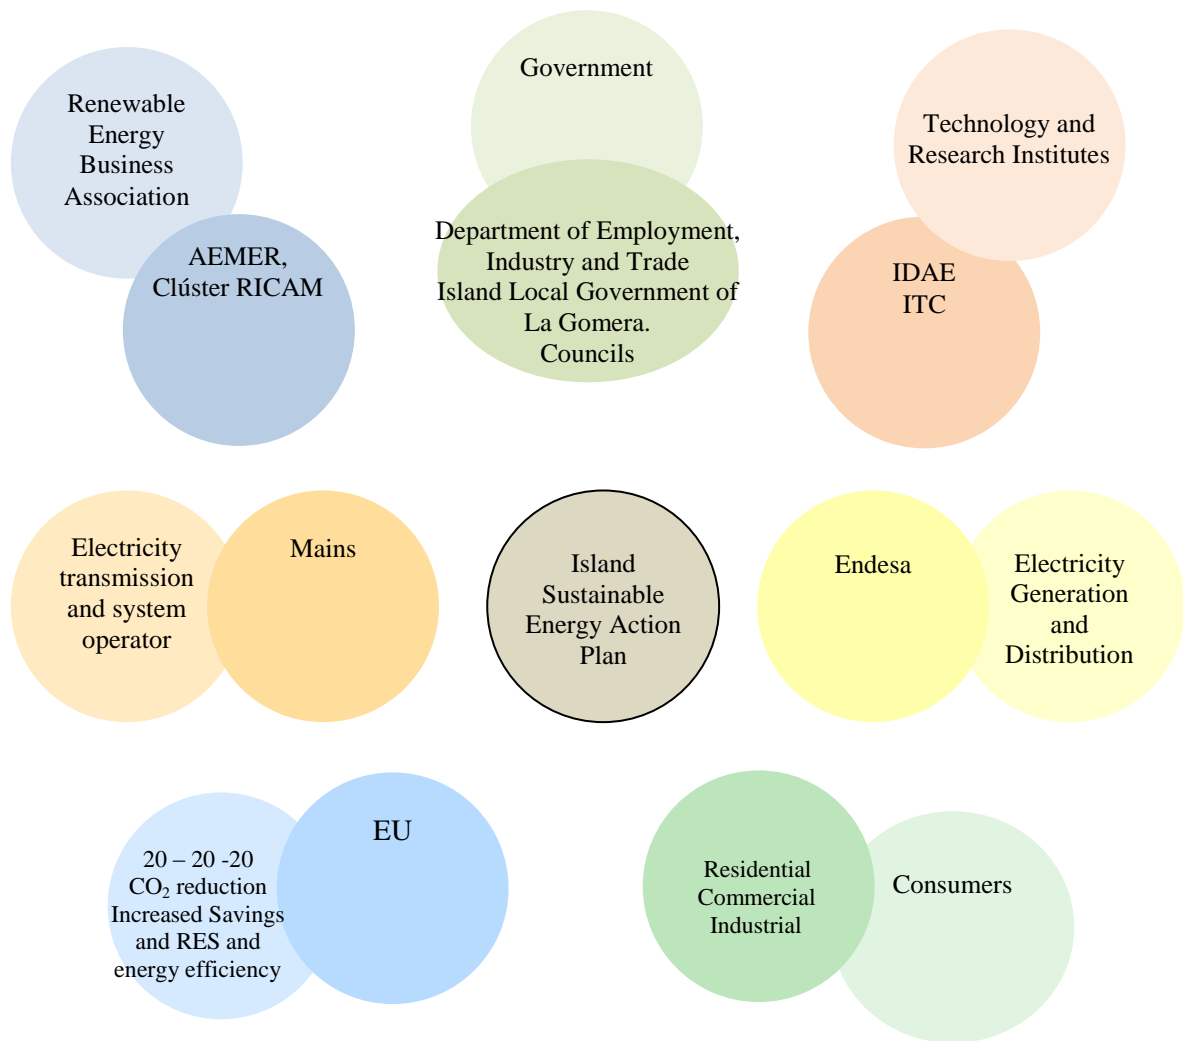 Government
Renewable
Energy
Business
Association
Technology and
Research Institutes
AEMER,
Clúster RICAM
Department of Employment,
Industry and Trade
Island Local Government of
La Gomera.
Councils
IDAE
ITC
Electricity
transmission
and system
operator
Mains
Island
Sustainable
Energy Action
Plan
Endesa
Electricity
Generation
and
Distribution
20 – 20 -20
CO₂ reduction
Increased Savings
and RES and
energy efficiency
EU
Residential
Commercial
Industrial
Consumers